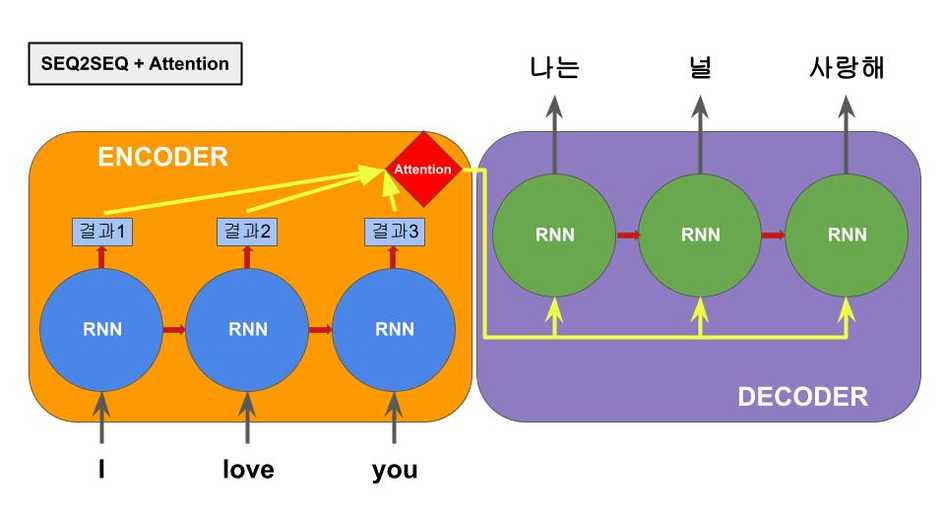 SEQ2SEQ + Attention
나는 널 사랑해
ENCODER
Attention
결과1 결과2 결과3
RNN RNN RNN
RNN RNN RNN
DECODER
I love you